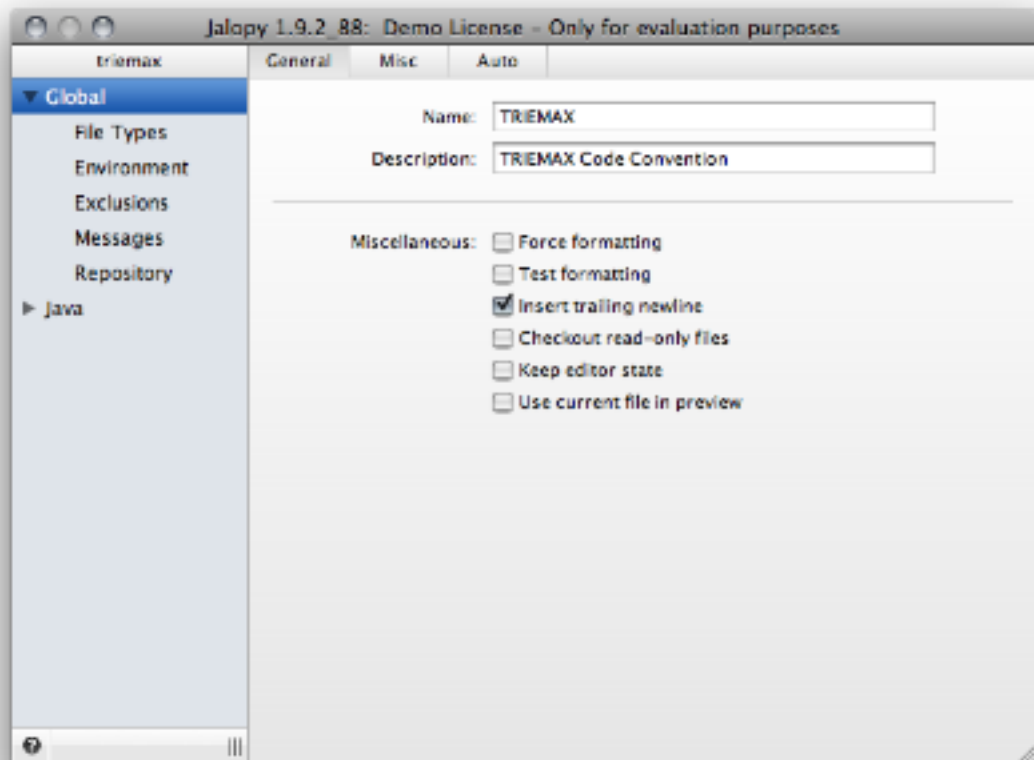 Jalopy 1.9.2_88: Demo License – Only for evaluation purposes
triemax
General Misc Auto
Global
File Types
Environment
Exclusions
Messages
Repository
Java
Name: TRIEMAX
Description: TRIEMAX Code Convention
Miscellaneous: Force formatting
Test formatting
Insert trailing newline
Checkout read-only files
Keep editor state
Use current file in preview
?